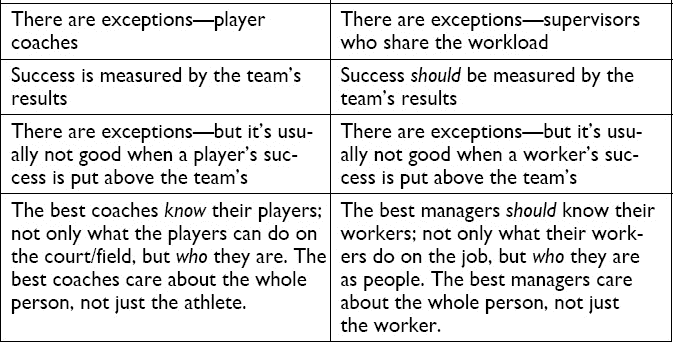 There are exceptions—player
coaches
There are exceptions—supervisors
who share the workload
Success is measured by the team's
results
Success should be measured by the
team's results
There are exceptions—but it's usu-
ally not good when a player's suc-
cess is put above the team's
There are exceptions—but it's usu-
ally not good when a worker's suc-
cess is put above the team's
The best coaches know their players;
not only what the players can do on
the court/field, but who they are. The
best coaches care about the whole
person, not just the athlete.
The best managers should know their
workers; not only what their work-
ers do on the job, but who they are
as people. The best managers care
about the whole person, not just
the worker.